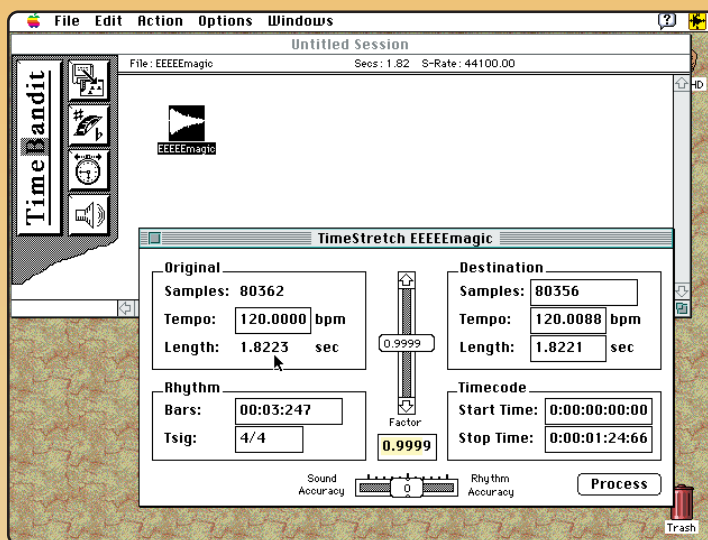 File Edit Action Options Windows
Untitled Session
File: EEEEEmagic Secs: 1.82 S-Rate: 44100.00
HD
Time Bandit
EEEEEmagic
TimeStretch EEEEEmagic
Original
Samples: 80362
Tempo: 120.0000 bpm
Length: 1.8223 sec
0.9999
Destination
Samples: 80356
Tempo: 120.0088 bpm
Length: 1.8221 sec
Rhythm
Bars: 00:03:247
Tsig: 4/4
Factor
0.9999
Timecode
Start Time: 0:00:00:00:00
Stop Time: 0:00:01:24:66
Sound
Accuracy
0
Rhythm
Accuracy
Process
Trash